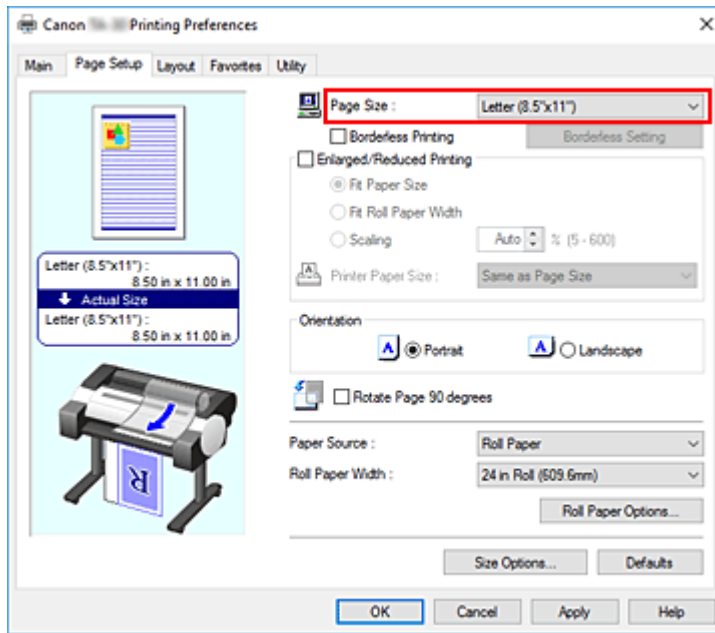 Canon Printing Preferences
Main Page Setup Layout Favorites Utility
Page Size : Letter (8.5"x11")
Borderless Printing Borderless Setting
Enlarged/Reduced Printing
Fit Paper Size
Fit Roll Paper Width
Scaling Auto % (5 - 600)
Letter (8.5"x11") :
8.50 in x 11.00 in
Actual Size
Letter (8.5"x11") :
8.50 in x 11.00 in
Printer Paper Size : Same as Page Size
Orientation
A Portrait A Landscape
Rotate Page 90 degrees
Paper Source : Roll Paper
Roll Paper Width : 24 in Roll (609.6mm)
R
Roll Paper Options...
Size Options... Defaults
OK Cancel Apply Help